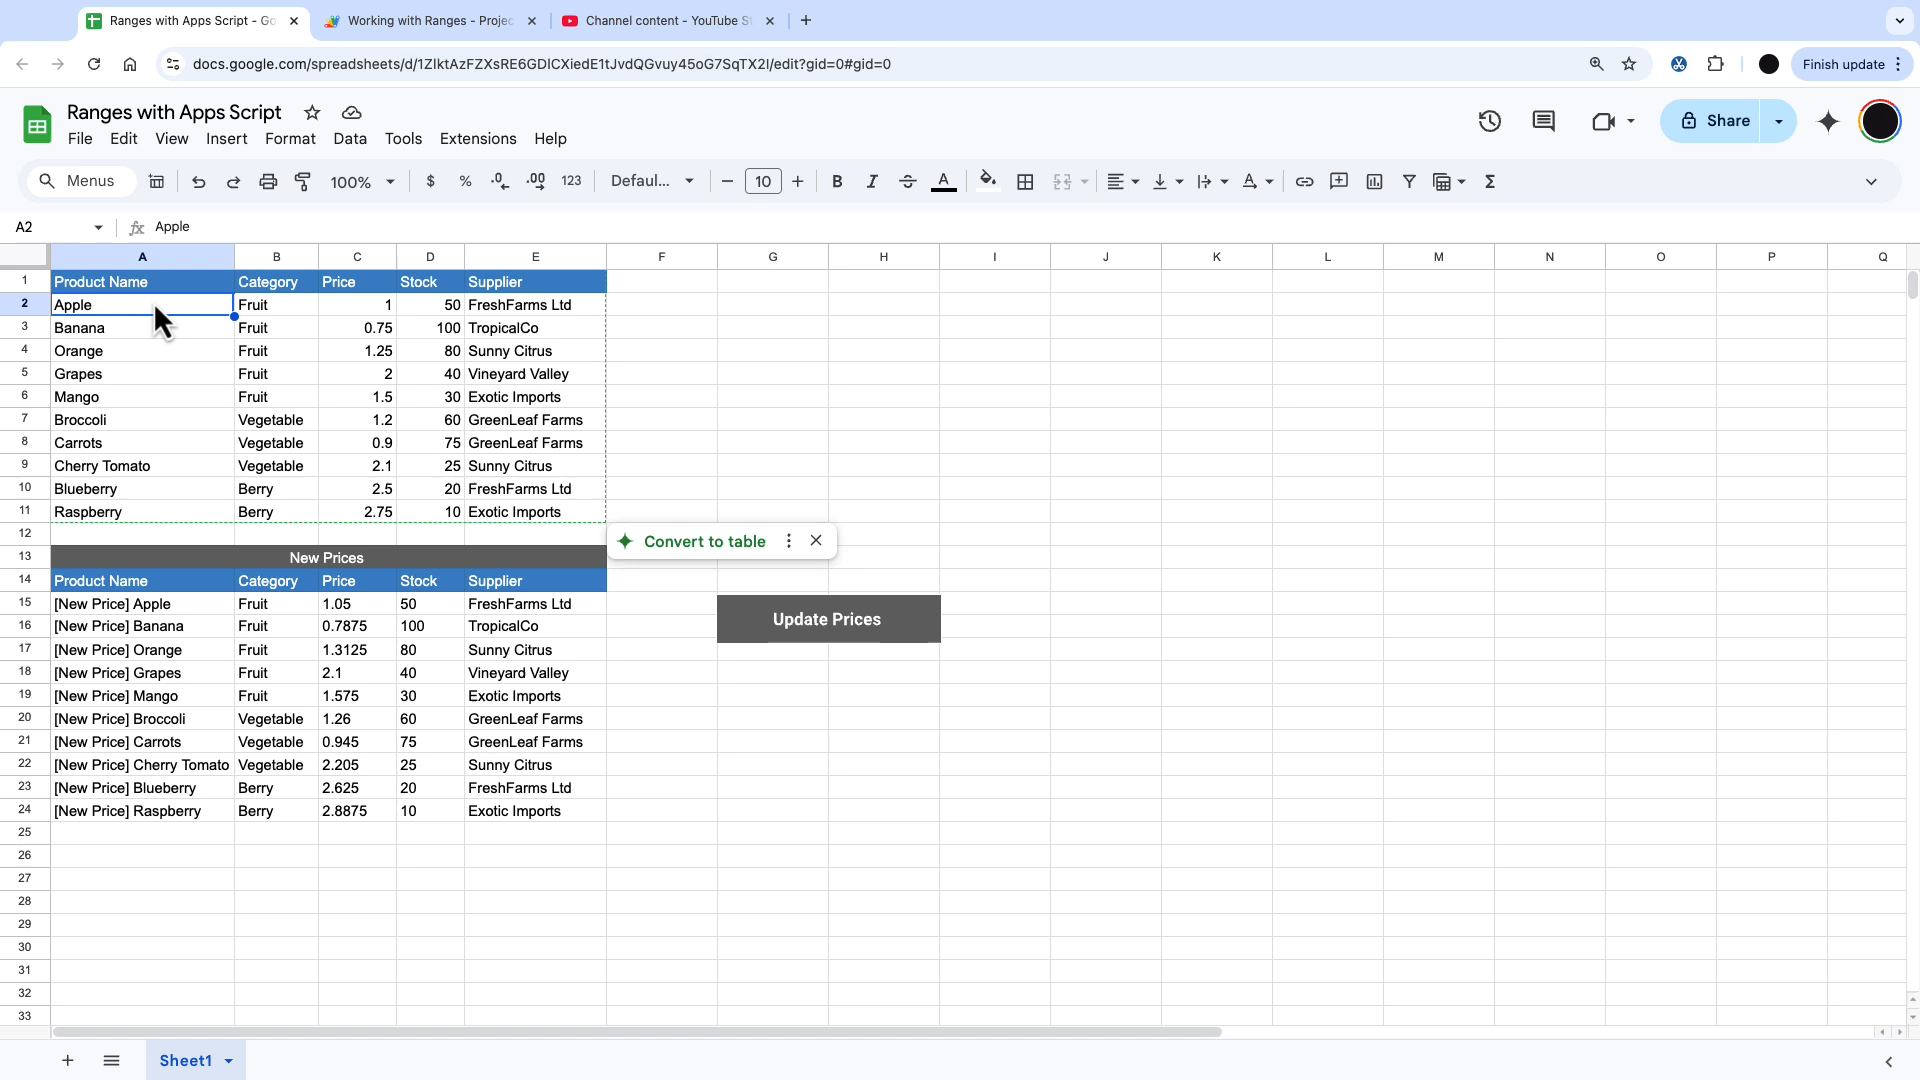 Ranges with Apps Script - Go
Working with Ranges - Projec
Channel content - YouTube S
docs.google.com/spreadsheets/d/1ZIktAzFZXsRE6GDICXiedE1tJvdQGvuy45oG7SqTX2I/edit?gid=0#gid=0
Finish update
Ranges with Apps Script
File Edit View Insert Format Data Tools Extensions Help
Share
Menus 100% $ % .0 .00 123 Defaul... 10 B I S A Σ
A2 fx Apple
A B C D E F G H I J K L M N O P Q
1 Product Name Category Price Stock Supplier
2 Apple Fruit 1 50 FreshFarms Ltd
3 Banana Fruit 0.75 100 TropicalCo
4 Orange Fruit 1.25 80 Sunny Citrus
5 Grapes Fruit 2 40 Vineyard Valley
6 Mango Fruit 1.5 30 Exotic Imports
7 Broccoli Vegetable 1.2 60 GreenLeaf Farms
8 Carrots Vegetable 0.9 75 GreenLeaf Farms
9 Cherry Tomato Vegetable 2.1 25 Sunny Citrus
10 Blueberry Berry 2.5 20 FreshFarms Ltd
11 Raspberry Berry 2.75 10 Exotic Imports
12
Convert to table
13 New Prices
14 Product Name Category Price Stock Supplier
15 [New Price] Apple Fruit 1.05 50 FreshFarms Ltd
Update Prices
16 [New Price] Banana Fruit 0.7875 100 TropicalCo
17 [New Price] Orange Fruit 1.3125 80 Sunny Citrus
18 [New Price] Grapes Fruit 2.1 40 Vineyard Valley
19 [New Price] Mango Fruit 1.575 30 Exotic Imports
20 [New Price] Broccoli Vegetable 1.26 60 GreenLeaf Farms
21 [New Price] Carrots Vegetable 0.945 75 GreenLeaf Farms
22 [New Price] Cherry Tomato Vegetable 2.205 25 Sunny Citrus
23 [New Price] Blueberry Berry 2.625 20 FreshFarms Ltd
24 [New Price] Raspberry Berry 2.8875 10 Exotic Imports
25
26
27
28
29
30
31
32
33
Sheet1